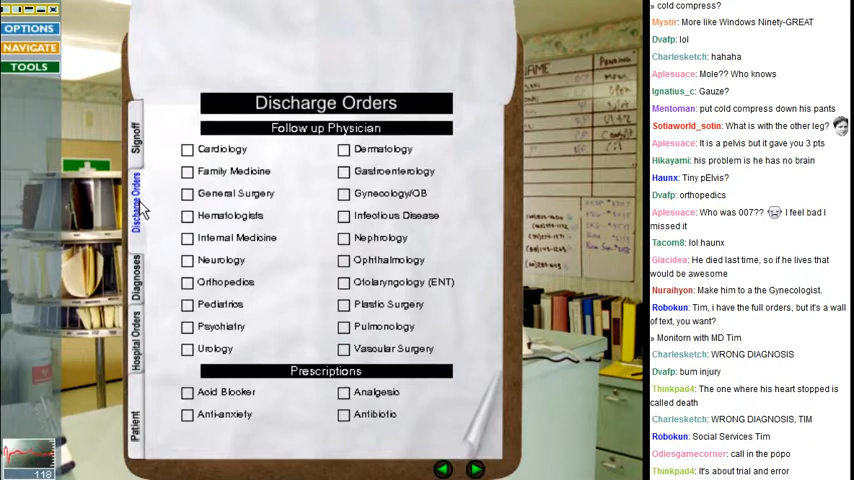 OPTIONS
NAVIGATE
TOOLS
Signoff
Discharge Orders
Diagnoses
Hospital Orders
Patient
Discharge Orders
Follow up Physician
Cardiology
Dermatology
Family Medicine
Gastroenterology
General Surgery
Gynecology/OB
Hematologists
Infectious Disease
Internal Medicine
Nephrology
Neurology
Ophthalmology
Orthopedics
Otolaryngology (ENT)
Pediatrics
Plastic Surgery
Psychiatry
Pulmonology
Urology
Vascular Surgery
Prescriptions
Acid Blocker
Analgesic
Anti-anxiety
Antibiotic
118
NAME
» cold compress?
Mystir: More like Windows Ninety-GREAT
Dvafp: lol
Charlesketch: hahaha
Aplesuace: Mole?? Who knows
Ignatius_c: Gauze?
Mentoman: put cold compress down his pants
Sotiaworld_sotin: What is with the other leg?
Aplesuace: It is a pelvis but it gave you 3 pts
Hikayami: his problem is he has no brain
Haunx: Tiny pElvis?
Dvafp: orthopedics
Aplesuace: Who was 007?? I feel bad I
missed it
Tacom8: lol haunx
Glacidea: He died last time, so if he lives that
would be awesome
Nuraihyon: Make him to a Gynecologist.
Robokun: Tim, i have the full orders, but it's a wall
of text, you want?
» Monitorn with MD Tim
Charlesketch: WRONG DIAGNOSIS
Dvafp: burn injury
Thinkpad4: The one where his heart stopped is
called death
Charlesketch: WRONG DIAGNOSIS, TIM
Robokun: Social Services Tim
Odiesgamecorner: call in the popo
Thinkpad4: It's about trial and error